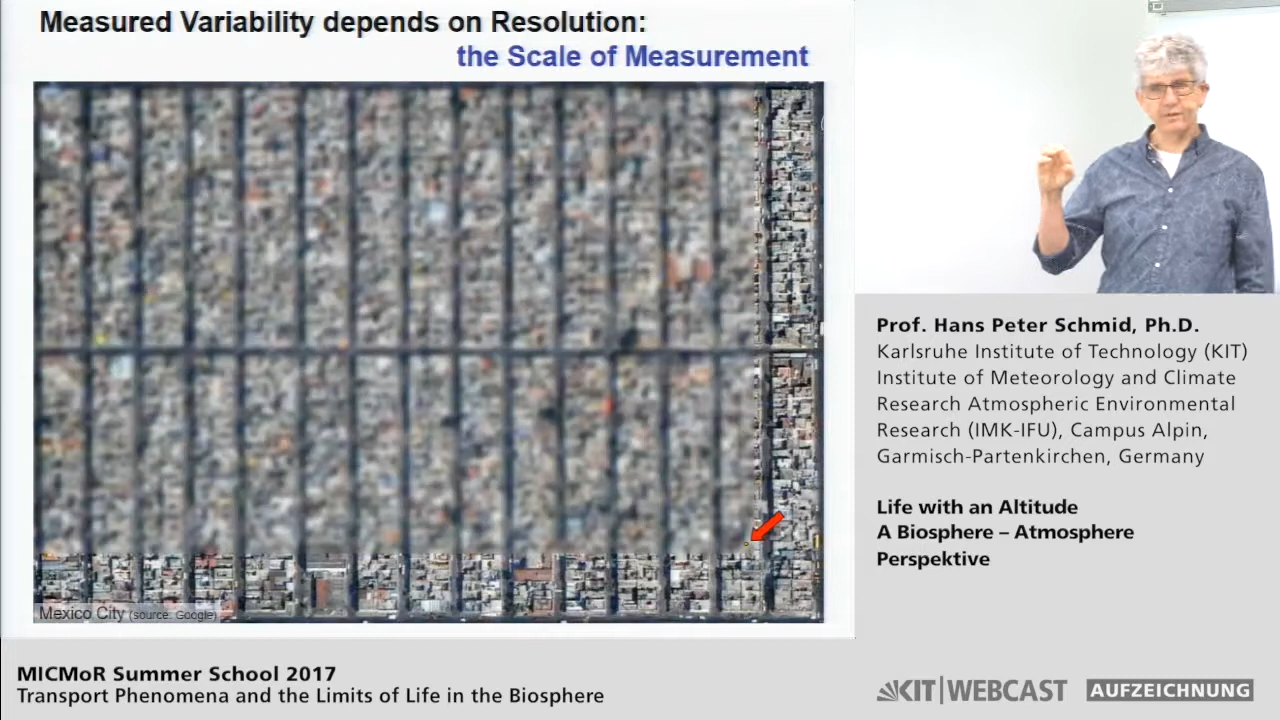 Measured Variability depends on Resolution:
the Scale of Measurement
Mexico City (source: Google)
Prof. Hans Peter Schmid, Ph.D.
Karlsruhe Institute of Technology (KIT)
Institute of Meteorology and Climate
Research Atmospheric Environmental
Research (IMK-IFU), Campus Alpin,
Garmisch-Partenkirchen, Germany
Life with an Altitude
A Biosphere – Atmosphere
Perspektive
MICMoR Summer School 2017
Transport Phenomena and the Limits of Life in the Biosphere
KIT|WEBCAST AUFZEICHNUNG